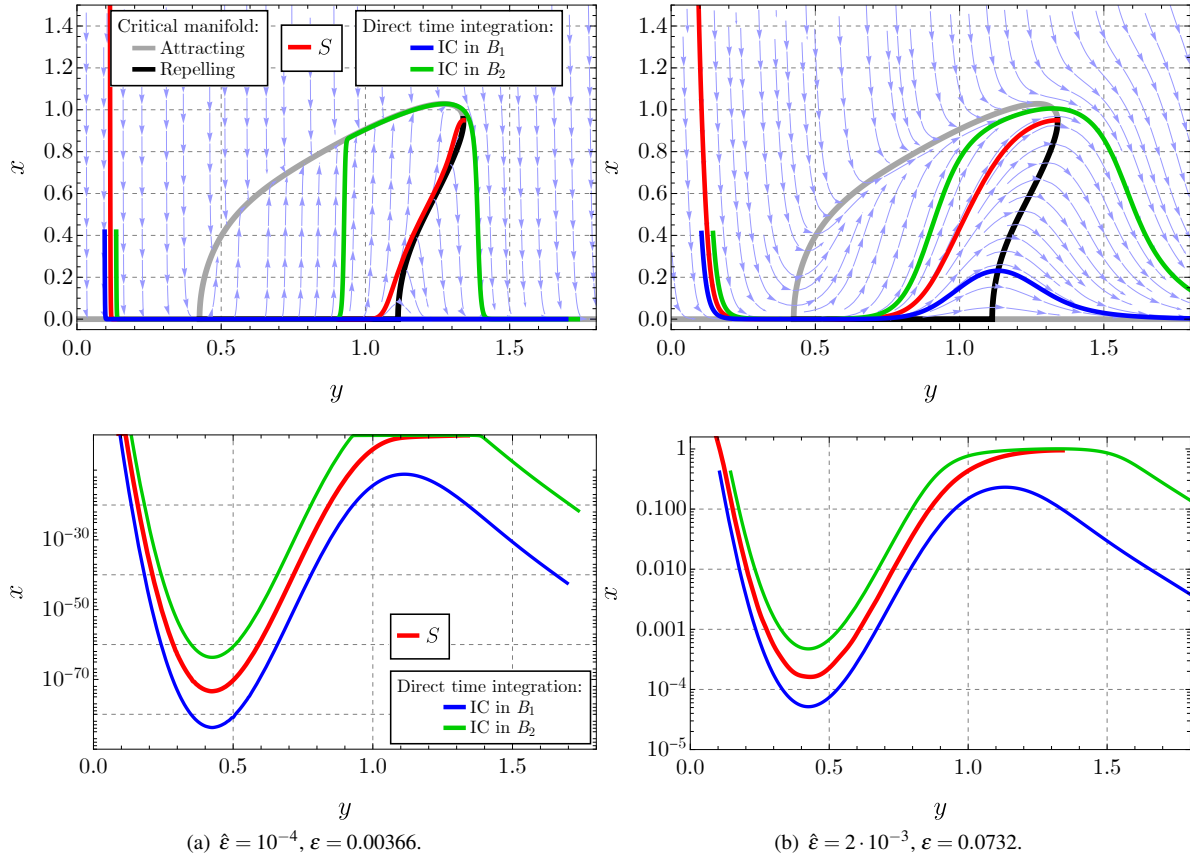 Critical manifold:
Attracting
Repelling
S
Direct time integration:
IC in B1
IC in B2
x
1.4
1.2
1.0
0.8
0.6
0.4
0.2
0.0
0.0 0.5 1.0 1.5
y
x
1.4
1.2
1.0
0.8
0.6
0.4
0.2
0.0
0.0 0.5 1.0 1.5
y
x
10^-30
10^-50
10^-70
S
Direct time integration:
IC in B1
IC in B2
0.0 0.5 1.0 1.5
y
x
1
0.100
0.010
0.001
10^-4
10^-5
0.0 0.5 1.0 1.5
y
(a) ε̂ = 10^-4, ε = 0.00366.
(b) ε̂ = 2·10^-3, ε = 0.0732.